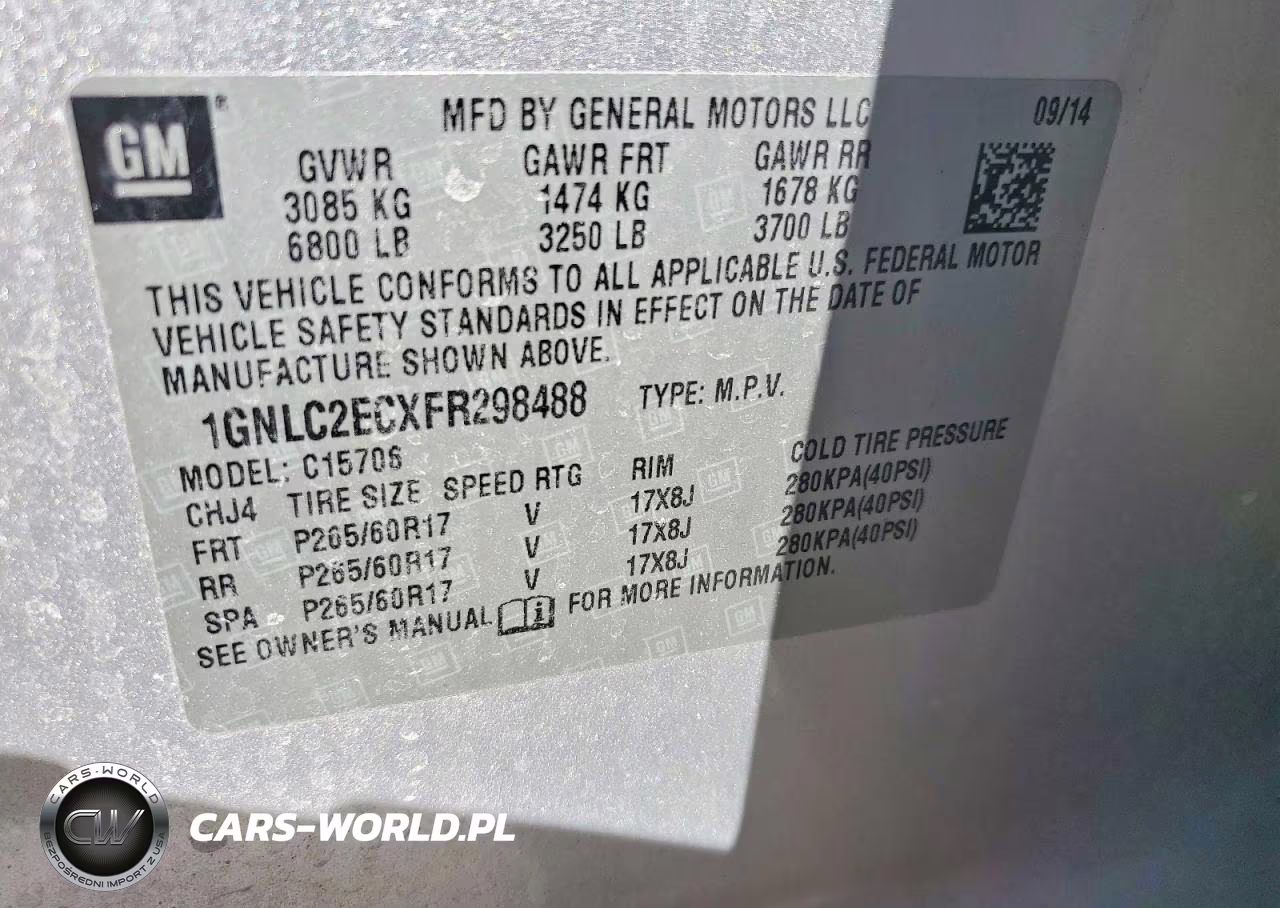 GM®
MFD BY GENERAL MOTORS LLC 09/14
GVWR GAWR FRT GAWR RR
3085 KG 1474 KG 1678 KG
6800 LB 3250 LB 3700 LB
THIS VEHICLE CONFORMS TO ALL APPLICABLE U.S. FEDERAL MOTOR
VEHICLE SAFETY STANDARDS IN EFFECT ON THE DATE OF
MANUFACTURE SHOWN ABOVE.
1GNLC2ECXFR298488 TYPE: M.P.V.
MODEL: C15706
CHJ4 TIRE SIZE SPEED RTG RIM COLD TIRE PRESSURE
FRT P265/60R17 V 17X8J 280KPA(40PSI)
RR P265/60R17 V 17X8J 280KPA(40PSI)
SPA P265/60R17 V 17X8J 280KPA(40PSI)
SEE OWNER'S MANUAL FOR MORE INFORMATION.
CARS-WORLD
CW
BEZPOŚREDNI IMPORT Z USA
CARS-WORLD.PL